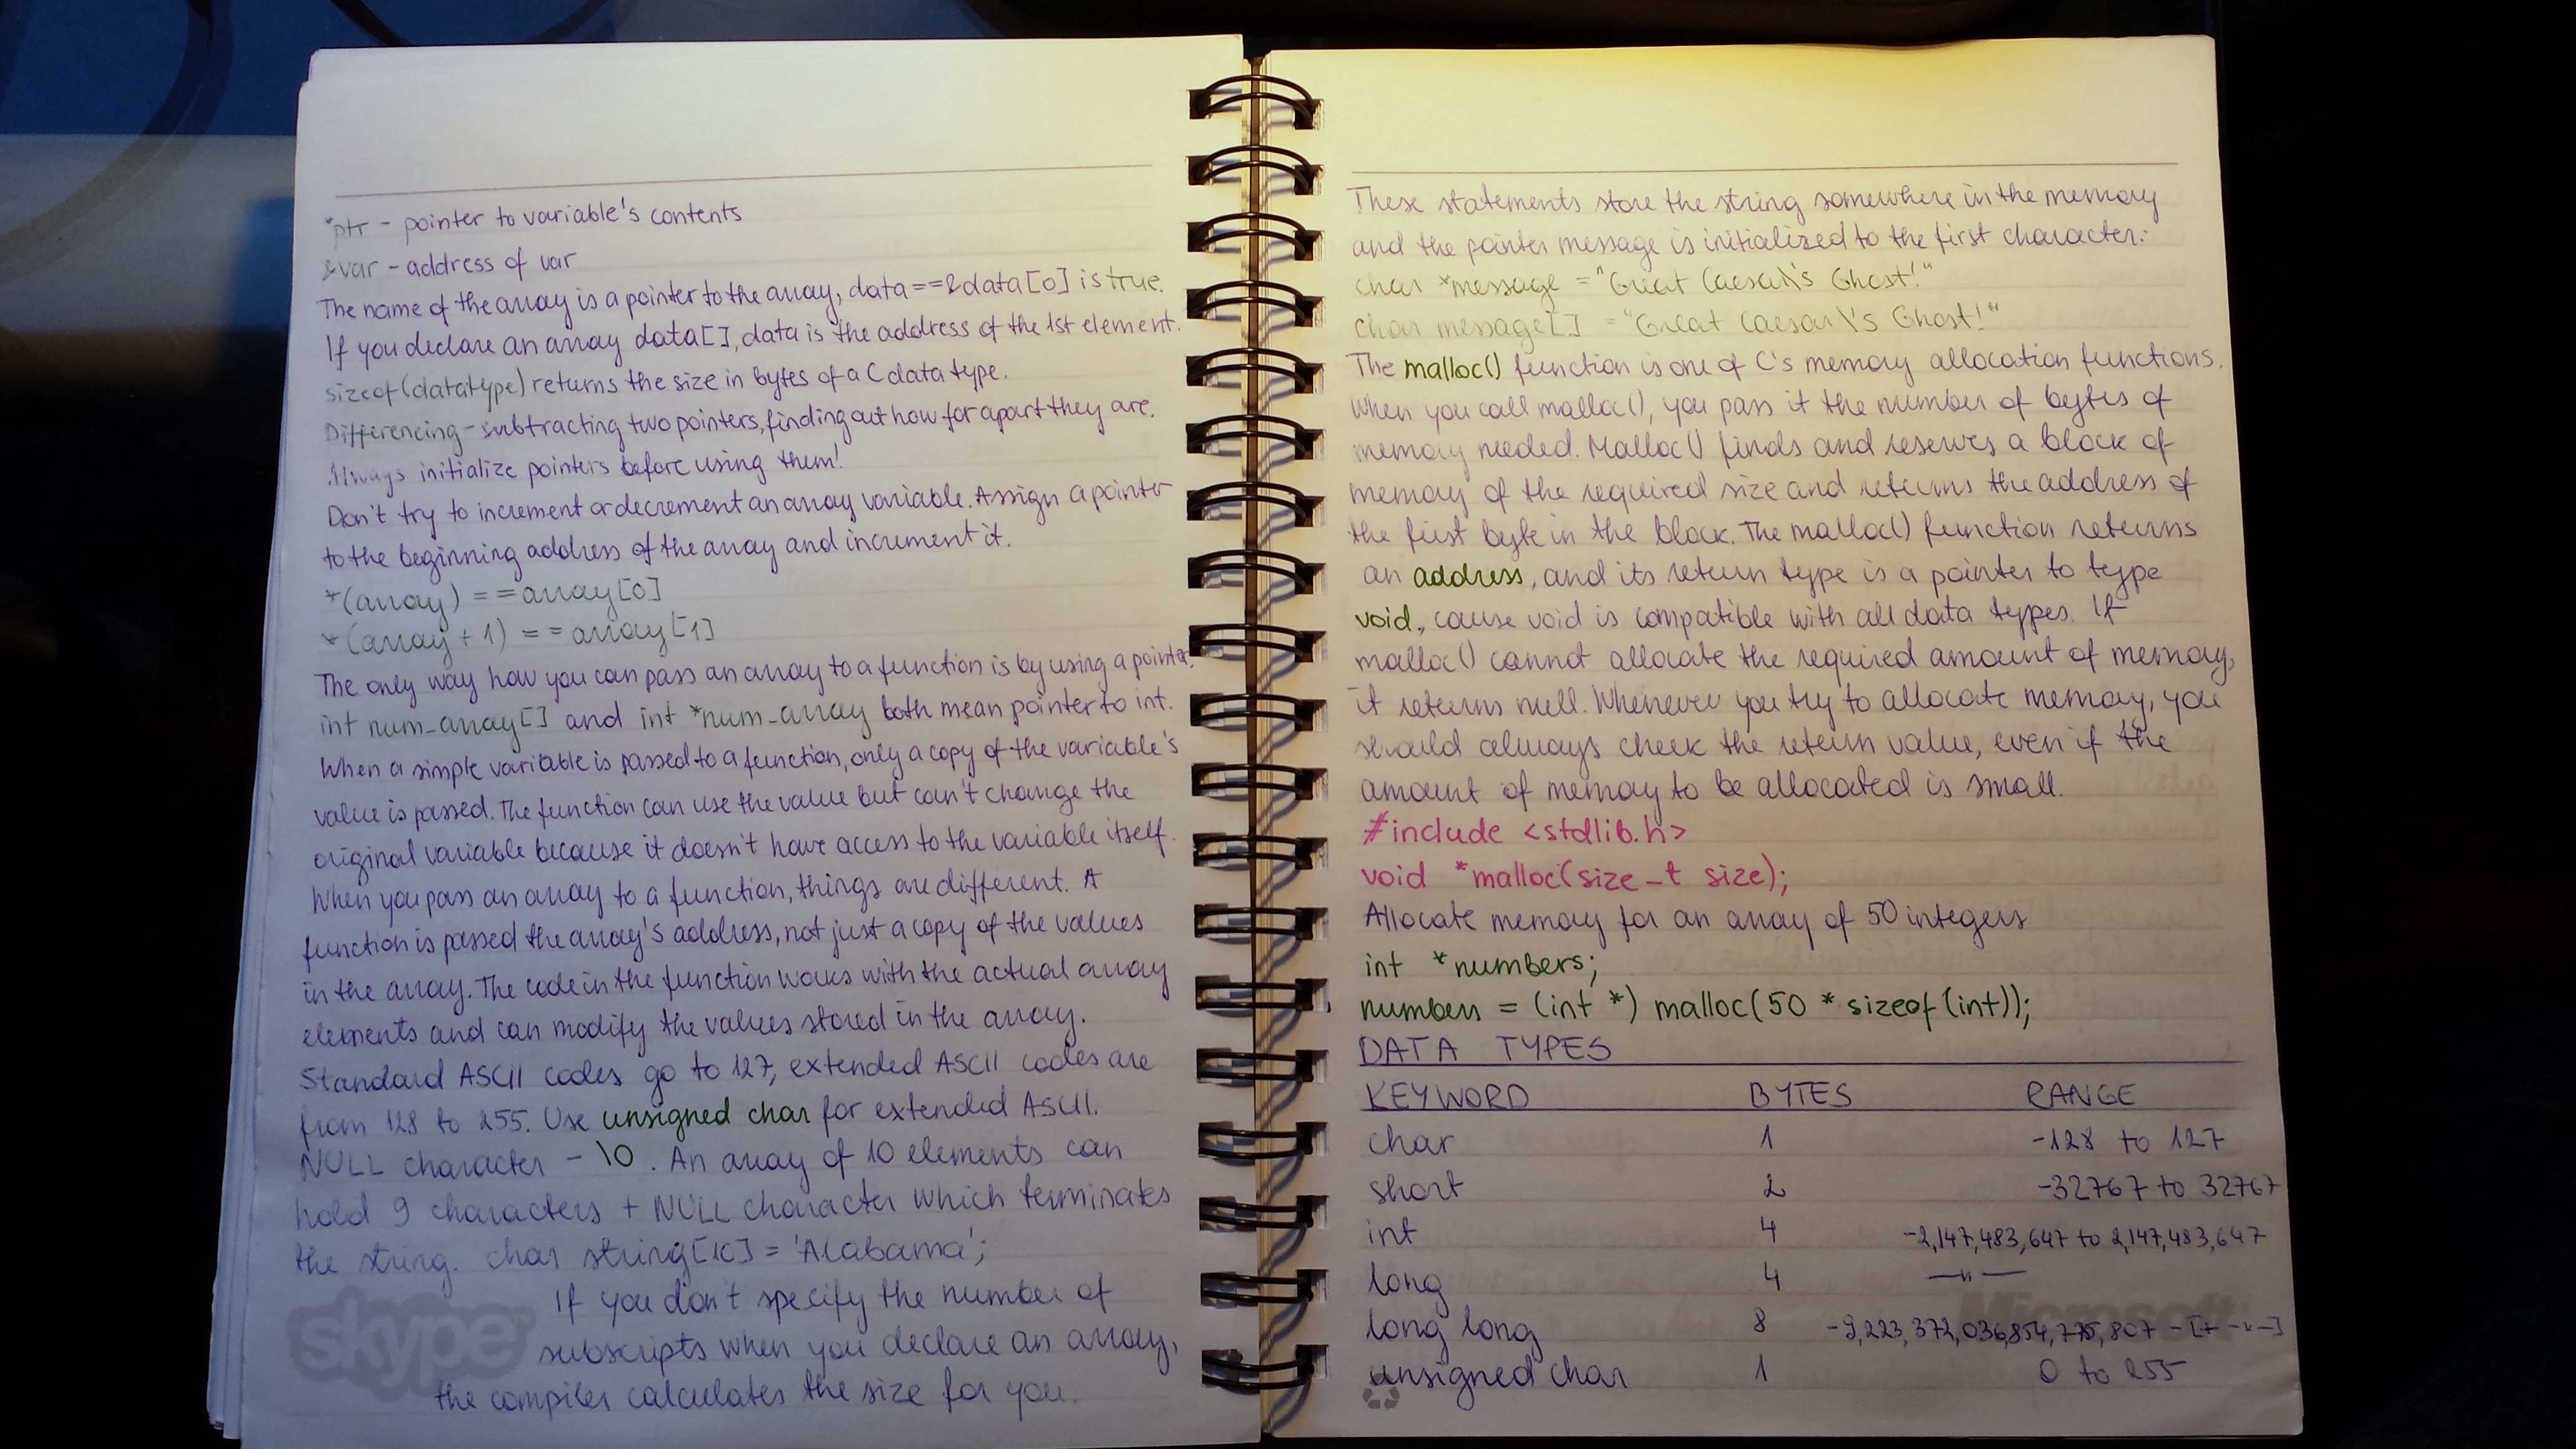 *ptr - pointer to variable's contents
&var - address of var
The name of the array is a pointer to the array, data==&data[0] is true.
If you declare an array data[], data is the address of the 1st element.
sizeof(datatype) returns the size in bytes of a C data type.
Differencing - subtracting two pointers, finding out how far apart they are.
Always initialize pointers before using them!
Don't try to increment or decrement an array variable. Assign a pointer
to the beginning address of the array and increment it.
*(array) == array[0]
*(array + 1) == array[1]
The only way how you can pass an array to a function is by using a pointer.
int num_array[] and int *num_array both mean pointer to int.
When a simple variable is passed to a function, only a copy of the variable's
value is passed. The function can use the value but can't change the
original variable because it doesn't have access to the variable itself.
When you pass an array to a function, things are different. A
function is passed the array's address, not just a copy of the values
in the array. The code in the function works with the actual array
elements and can modify the values stored in the array.
Standard ASCII codes go to 127, extended ASCII codes are
from 128 to 255. Use unsigned char for extended ASCII.
NULL character - \0. An array of 10 elements can
hold 9 characters + NULL character which terminates
the string. char string[10] = 'Alabama';
If you don't specify the number of
subscripts when you declare an array,
the compiler calculates the size for you.
skype™
These statements store the string somewhere in the memory
and the pointer message is initialized to the first character:
char *message = "Great Caesar\'s Ghost!"
char message[] = "Great Caesar\'s Ghost!"
The malloc() function is one of C's memory allocation functions.
When you call malloc(), you pass it the number of bytes of
memory needed. Malloc() finds and reserves a block of
memory of the required size and returns the address of
the first byte in the block. The malloc() function returns
an address, and its return type is a pointer to type
void, cause void is compatible with all data types. If
malloc() cannot allocate the required amount of memory,
it returns null. Whenever you try to allocate memory, you
should always check the return value, even if the
amount of memory to be allocated is small.
#include <stdlib.h>
void *malloc(size_t size);
Allocate memory for an array of 50 integers
int *numbers;
numbers = (int *) malloc(50 * sizeof(int));
DATA TYPES
KEYWORD BYTES RANGE
char 1 -128 to 127
short 2 -32767 to 32767
int 4 -2,147,483,647 to 2,147,483,647
long 4 —"—
long long 8 -9,223,372,036,854,775,807 - [+ -"-]
unsigned char 1 0 to 255
Microsoft